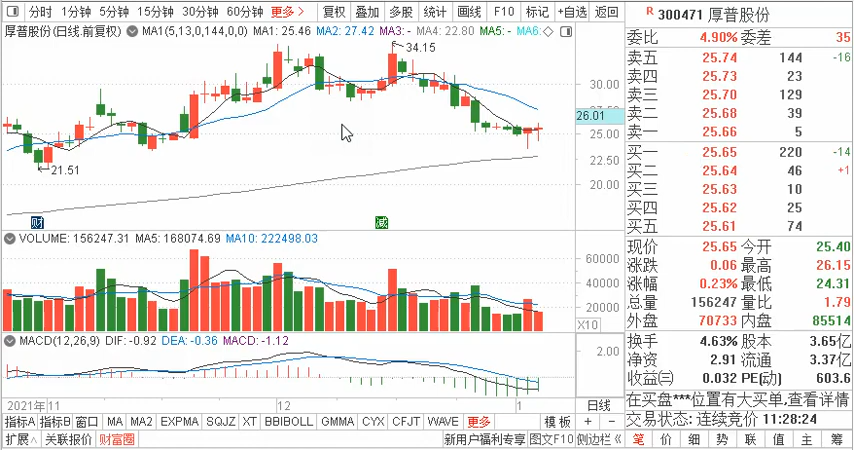 分时 1分钟 5分钟 15分钟 30分钟 60分钟 更多> 复权 叠加 多股 统计 画线 F10 标记 +自选 返回
厚普股份(日线.前复权) MA1(5,13,0,144,0,0) MA1: 25.46 MA2: 27.42 MA3: - MA4: 22.80 MA5: - MA6:
34.15
30.00
26.01
25.00
22.50
20.00
21.51
财 减
VOLUME: 156247.31 MA5: 168074.69 MA10: 222498.03
60000
40000
20000
X10
MACD(12,26,9) DIF: -0.92 DEA: -0.36 MACD: -1.12
2.00
2021年11 12 1 日线
指标A 指标B 窗口 MA MA2 EXPMA SQJZ XT BBIBOLL GMMA CYX CFJT WAVE 更多 模板 + −
扩展∧ 关联报价 财富圈 新用户福利专享 图文F10 侧边栏《
R 300471 厚普股份
委比 4.90% 委差 35
卖五 25.74 144 -16
卖四 25.73 23
卖三 25.70 129
卖二 25.68 39
卖一 25.66 5
买一 25.65 220 -14
买二 25.64 46 +1
买三 25.63 10
买四 25.62 25
买五 25.61 74
现价 25.65 今开 25.40
涨跌 0.06 最高 26.15
涨幅 0.23% 最低 24.31
总量 156247 量比 1.79
外盘 70733 内盘 85514
换手 4.63% 股本 3.65亿
净资 2.91 流通 3.37亿
收益㈢ 0.032 PE(动) 603.6
在买盘***位置有大买单,查看详情
交易状态: 连续竞价 11:28:24
笔 价 细 势 联 值 主 筹